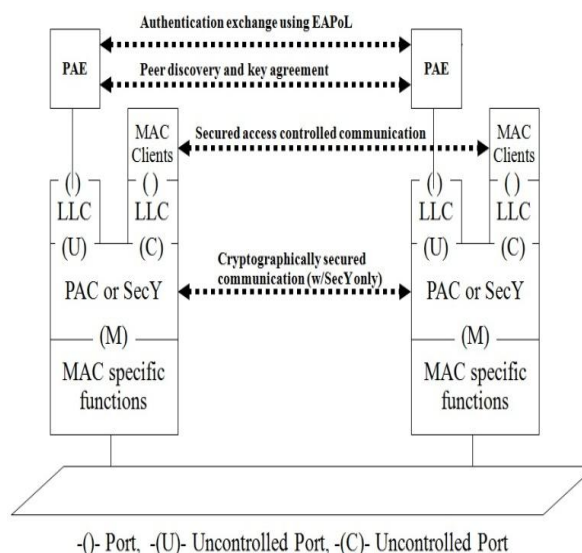 Authentication exchange using EAPoL
PAE
PAE
Peer discovery and key agreement
MAC
Clients
Secured access controlled communication
MAC
Clients
( )
( )
( )
( )
LLC
LLC
LLC
LLC
(U)
(C)
(U)
(C)
Cryptographically secured
communication (w/SecY only)
PAC or SecY
PAC or SecY
(M)
(M)
MAC specific
functions
MAC specific
functions
-()- Port, -(U)- Uncontrolled Port, -(C)- Uncontrolled Port